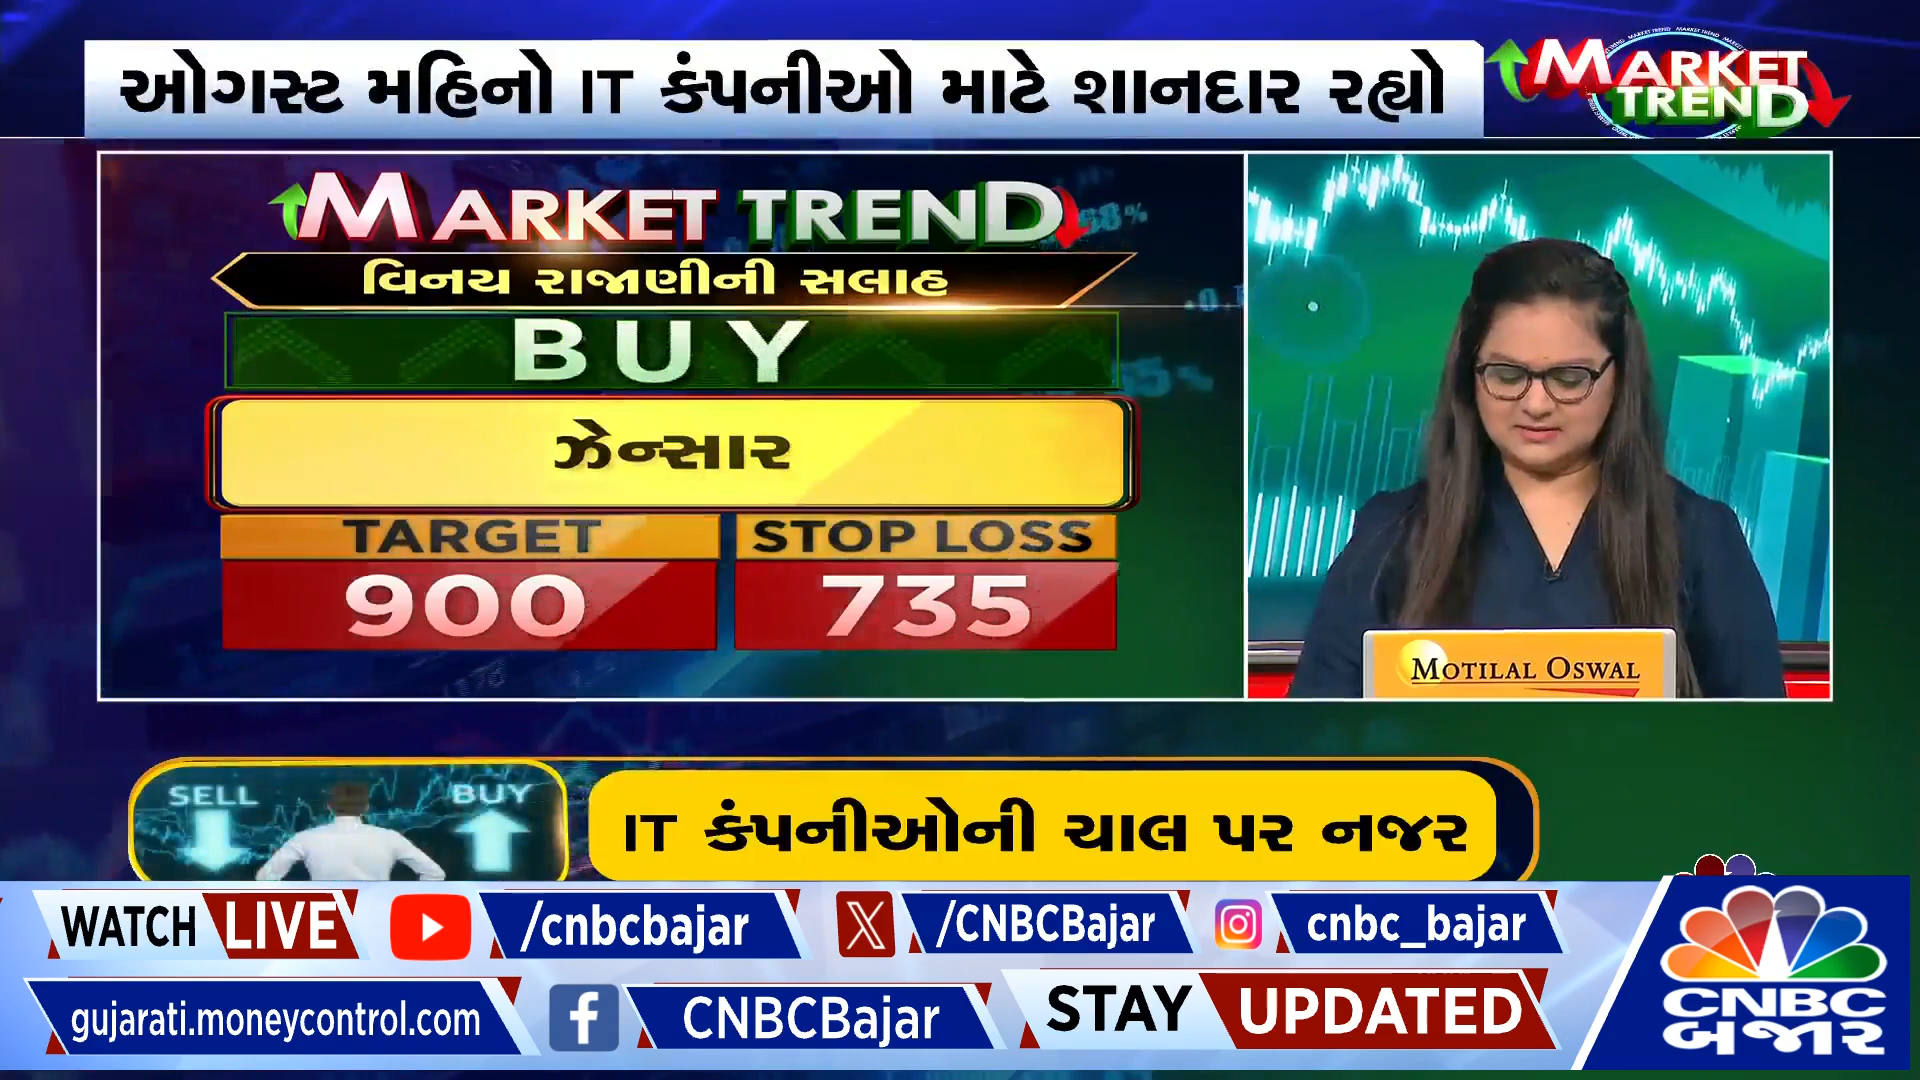 ઓગસ્ટ મહિનો IT કંપનીઓ માટે શાનદાર રહ્યો
MARKET TREND
MARKET TREND
વિનય રાજાણીની સલાહ
BUY
ઝેન્સાર
TARGET
STOP LOSS
900
735
MOTILAL OSWAL
SELL
BUY
IT કંપનીઓની ચાલ પર નજર
WATCH LIVE
/cnbcbajar
/CNBCBajar
cnbc_bajar
gujarati.moneycontrol.com
CNBCBajar
STAY UPDATED
CNBC
બજાર